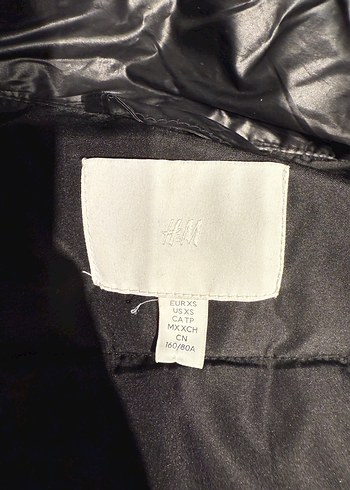 H&M
EUR XS
US XS
CA TP
MX XCH
CN
160/80A